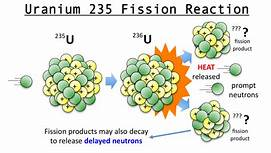 Uranium 235 Fission Reaction
235U
236U
???
fission
product
HEAT
released
prompt
neutrons
???
fission
product
Fission products may also decay
to release delayed neutrons